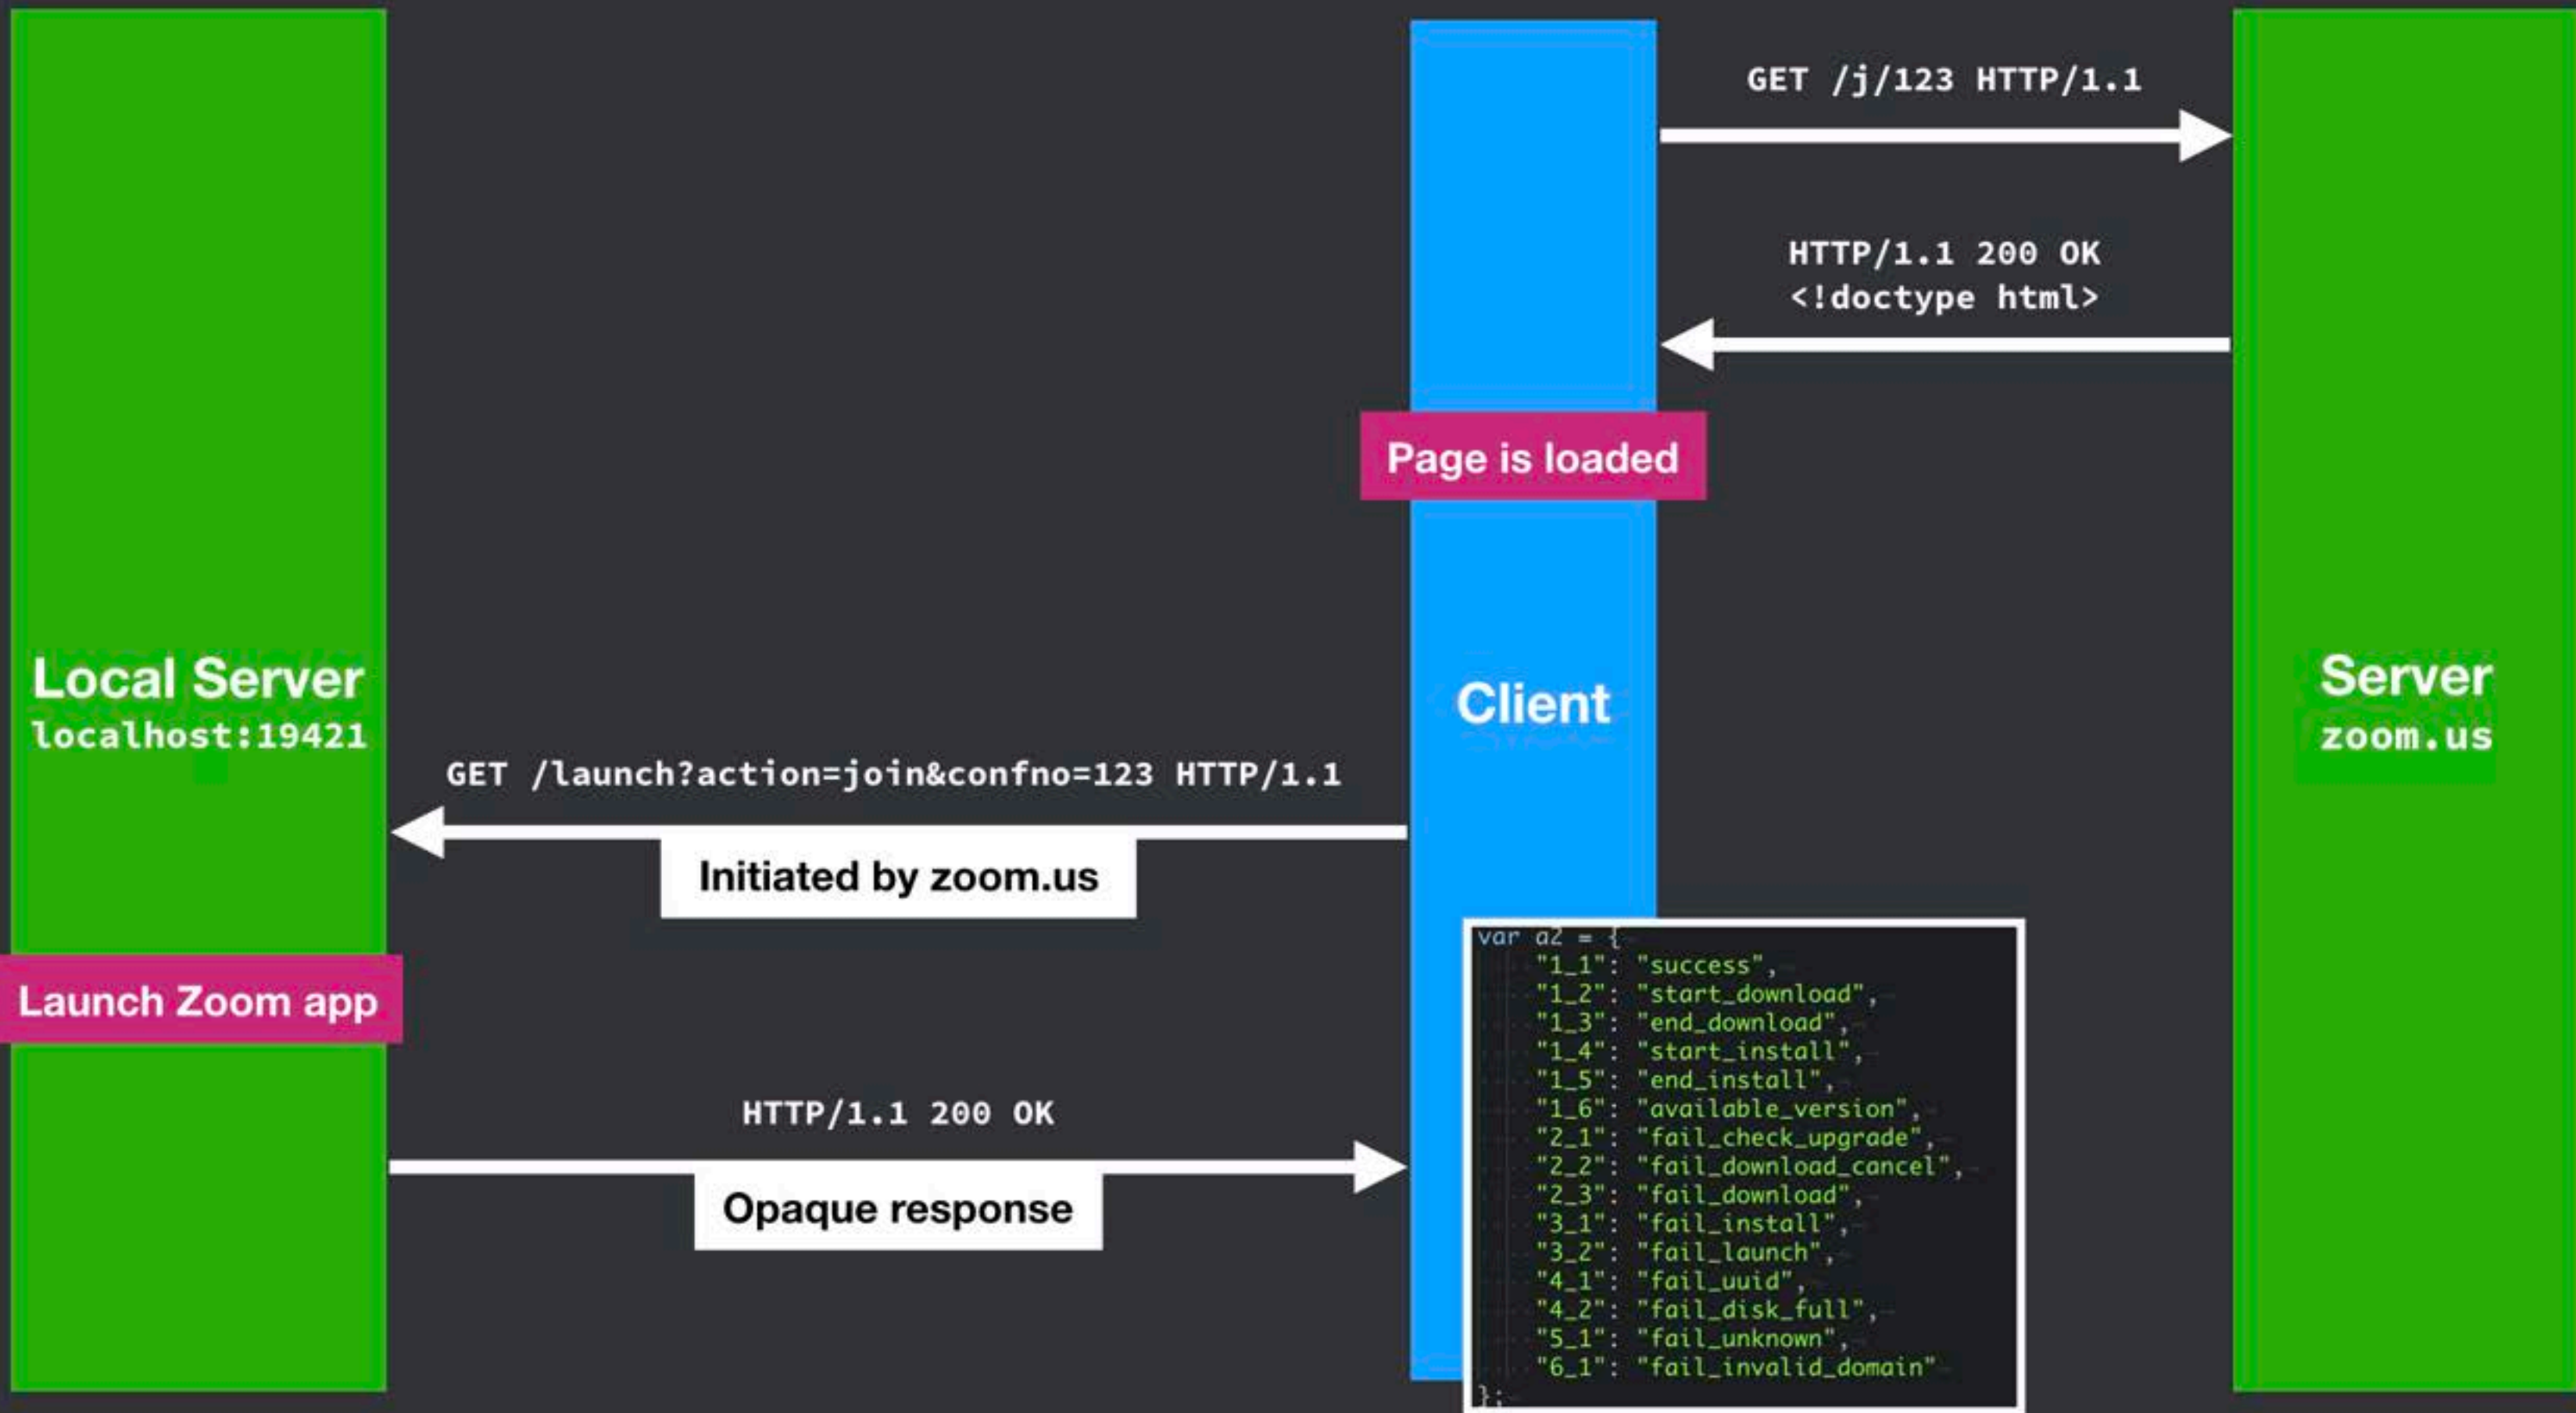 GET /j/123 HTTP/1.1
HTTP/1.1 200 OK
<!doctype html>
Page is loaded
Local Server
localhost:19421
Client
Server
zoom.us
GET /launch?action=join&confno=123 HTTP/1.1
Initiated by zoom.us
Launch Zoom app
HTTP/1.1 200 OK
Opaque response
var a2 = {
"1_1": "success",
"1_2": "start_download",
"1_3": "end_download",
"1_4": "start_install",
"1_5": "end_install",
"1_6": "available_version",
"2_1": "fail_check_upgrade",
"2_2": "fail_download_cancel",
"2_3": "fail_download",
"3_1": "fail_install",
"3_2": "fail_launch",
"4_1": "fail_uuid",
"4_2": "fail_disk_full",
"5_1": "fail_unknown",
"6_1": "fail_invalid_domain"
};